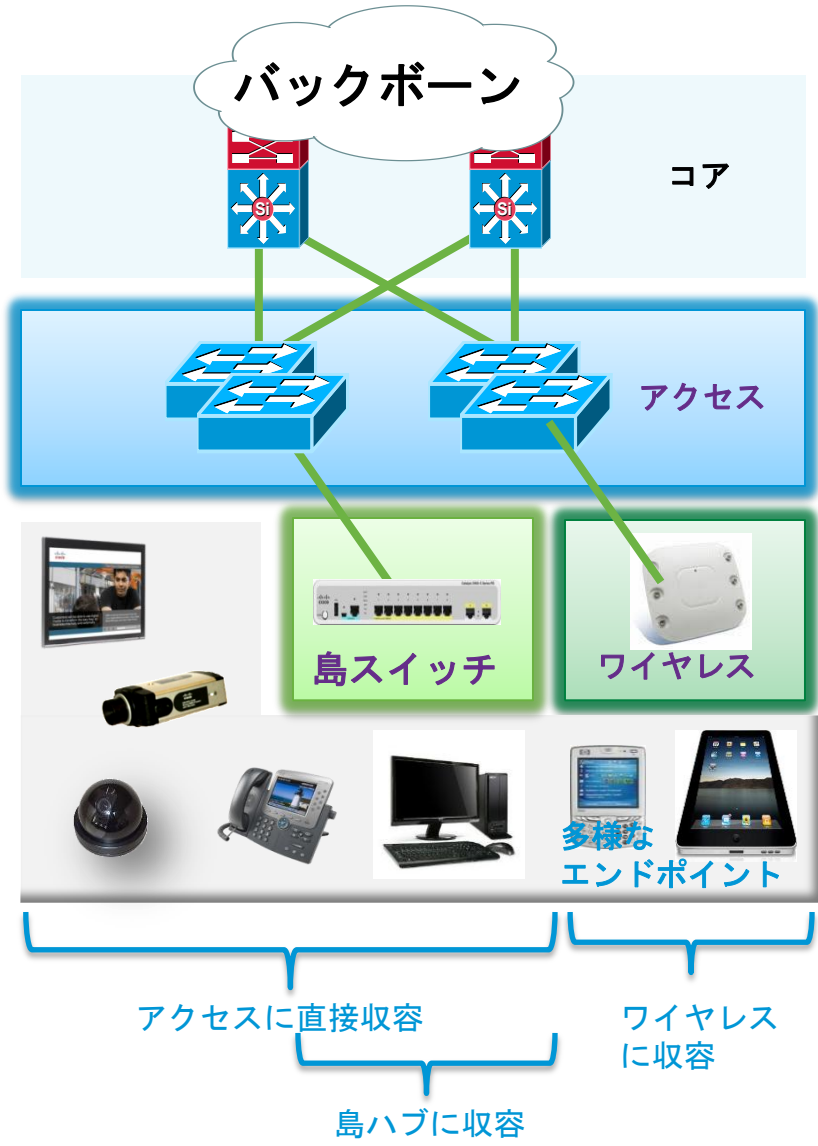 バックボーン
コア
Si
Si
アクセス
島スイッチ
ワイヤレス
多様な
エンドポイント
アクセスに直接収容
ワイヤレス
に収容
島ハブに収容